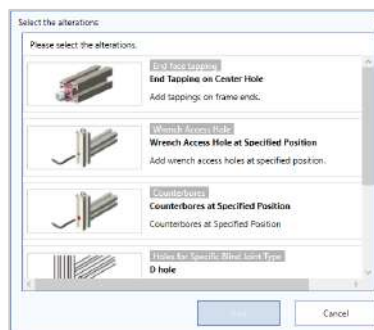 Select the alterations
Please select the alterations.
End face tapping
End Tapping on Center Hole
Add tappings on frame ends.
Wrench Access Hole
Wrench Access Hole at Specified Position
Add wrench access holes at specified position.
Counterbores
Counterbores at Specified Position
Counterbores at Specified Position
Holes for Specific Blind Joint Type
D hole
Cancel